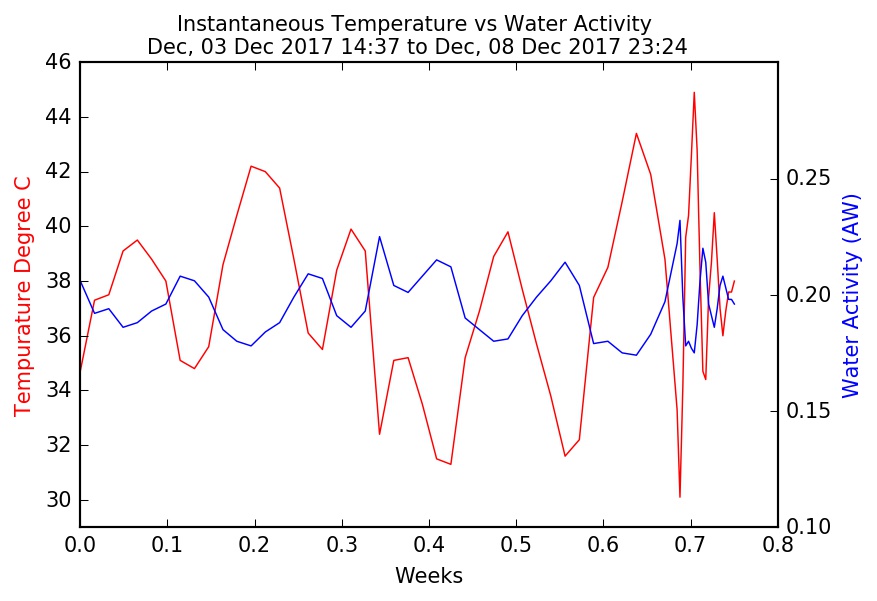 Instantaneous Temperature vs Water Activity
Dec, 03 Dec 2017 14:37 to Dec, 08 Dec 2017 23:24
46
44
42
40
38
36
34
32
30
Tempurature Degree C
0.25
0.20
0.15
0.10
Water Activity (AW)
0.0 0.1 0.2 0.3 0.4 0.5 0.6 0.7 0.8
Weeks